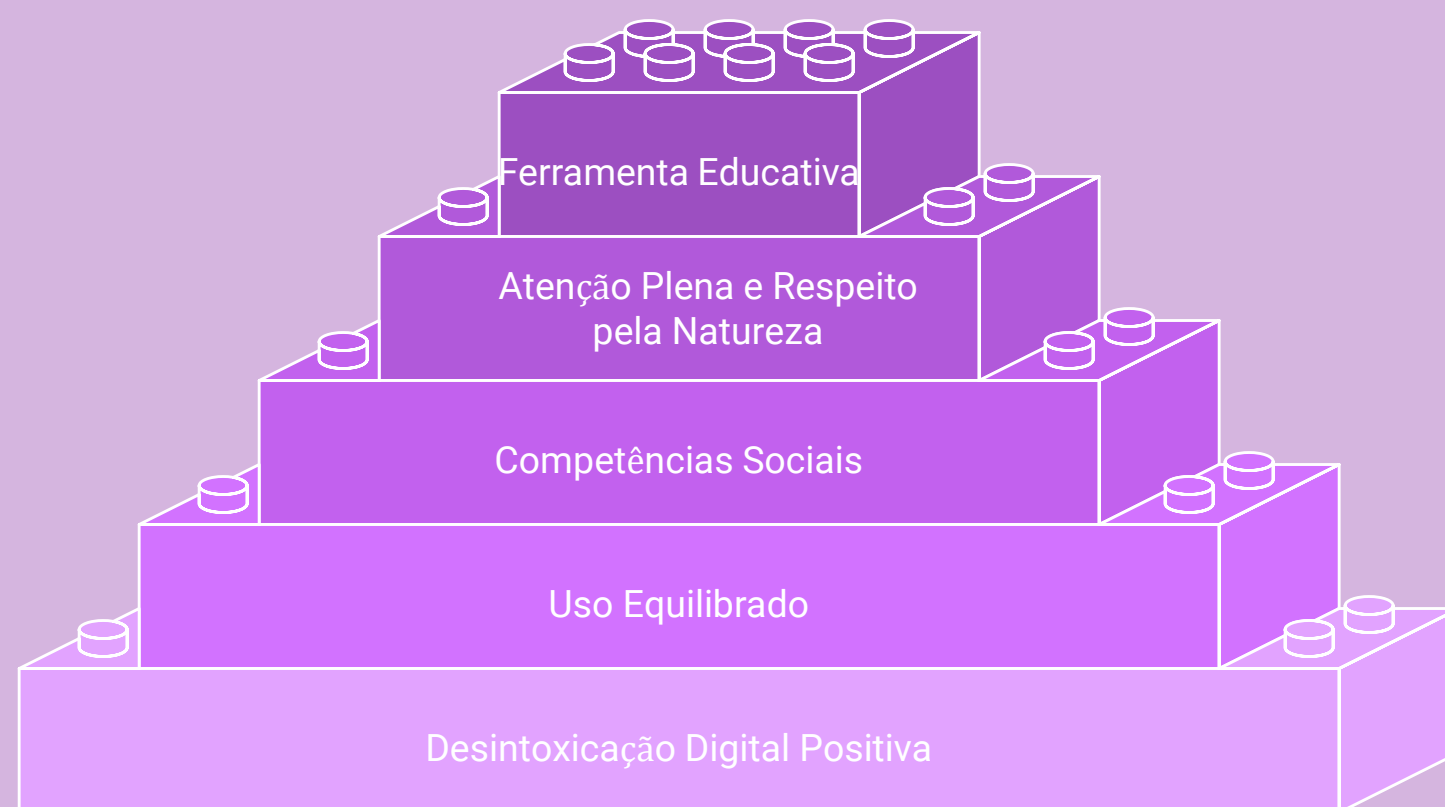 Ferramenta Educativa
Atenção Plena e Respeito
pela Natureza
Competências Sociais
Uso Equilibrado
Desintoxicação Digital Positiva